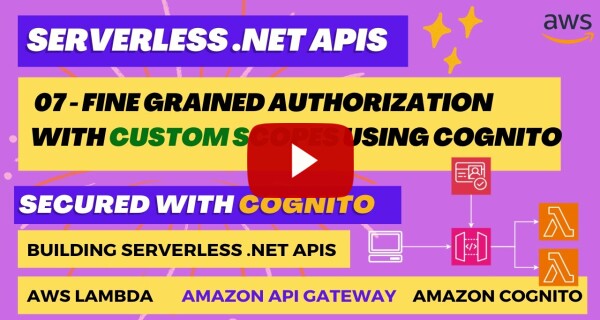 SERVERLESS .NET APIS
aws
07 - FINE GRAINED AUTHORIZATION
WITH CUSTOM SCOPES USING COGNITO
SECURED WITH COGNITO
BUILDING SERVERLESS .NET APIS
AWS LAMBDA AMAZON API GATEWAY AMAZON COGNITO